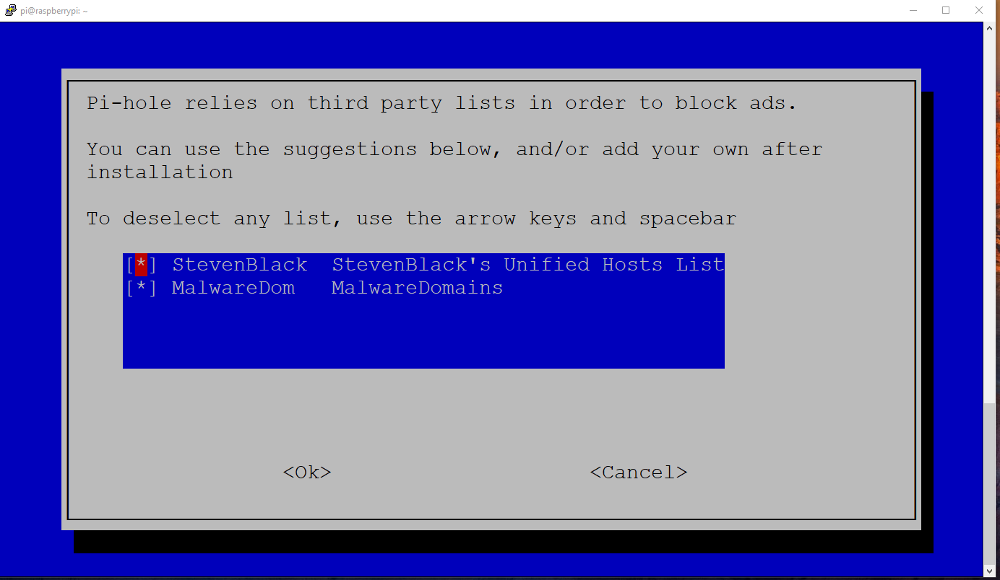 pi@raspberrypi: ~
Pi-hole relies on third party lists in order to block ads.
You can use the suggestions below, and/or add your own after
installation
To deselect any list, use the arrow keys and spacebar
[*] StevenBlack  StevenBlack's Unified Hosts List
[*] MalwareDom   MalwareDomains
<Ok> <Cancel>